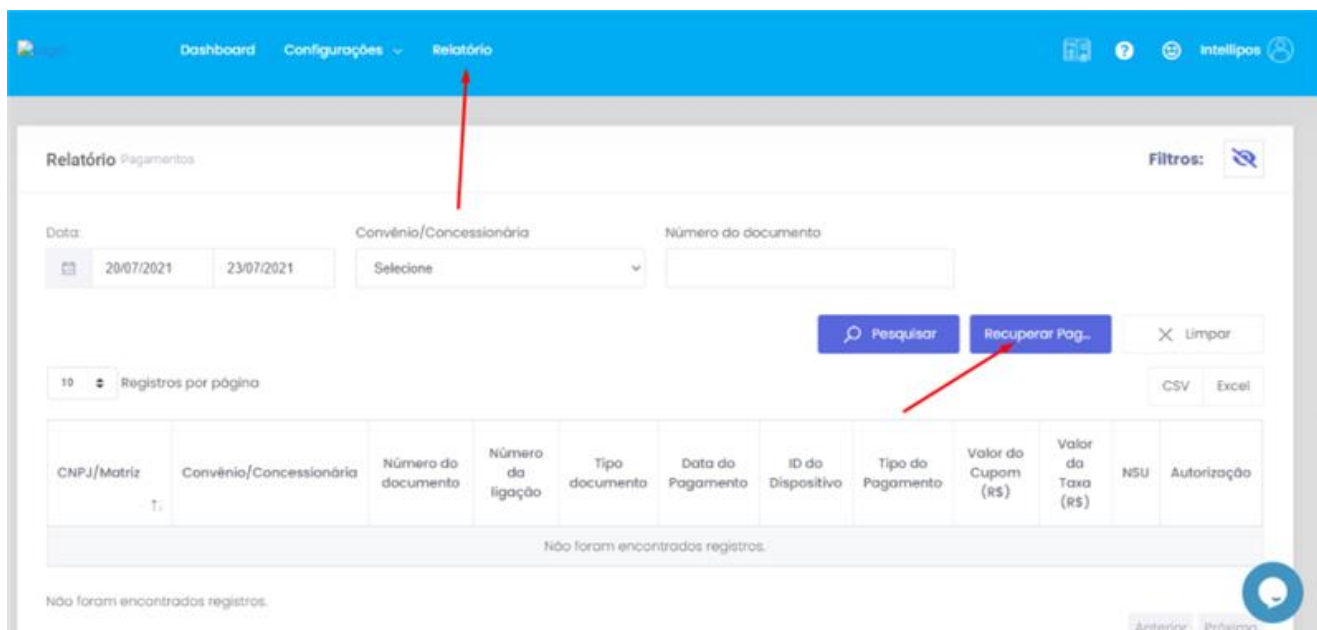 Dashboard Configurações Relatório Intellipos
Relatório Pagamentos Filtros:
Data: Convênio/Concessionária Número do documento
20/07/2021 23/07/2021 Selecione
Pesquisar Recuperar Pag... Limpar
10 Registros por página CSV Excel
CNPJ/Matriz Convênio/Concessionária Número do documento Número da ligação Tipo documento Data do Pagamento ID do Dispositivo Tipo do Pagamento Valor do Cupom (R$) Valor da Taxa (R$) NSU Autorização
Não foram encontrados registros.
Não foram encontrados registros.
Anterior Próximo